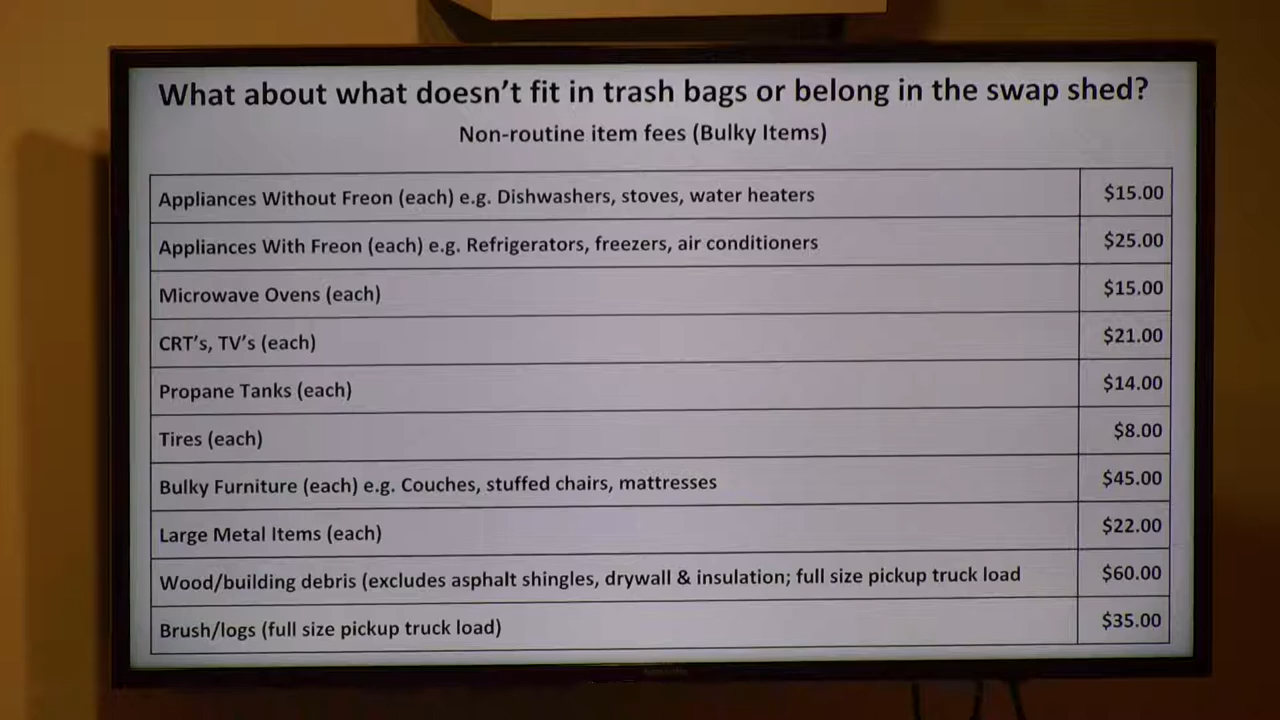 What about what doesn't fit in trash bags or belong in the swap shed?
Non-routine item fees (Bulky Items)
Appliances Without Freon (each) e.g. Dishwashers, stoves, water heaters $15.00
Appliances With Freon (each) e.g. Refrigerators, freezers, air conditioners $25.00
Microwave Ovens (each) $15.00
CRT's, TV's (each) $21.00
Propane Tanks (each) $14.00
Tires (each) $8.00
Bulky Furniture (each) e.g. Couches, stuffed chairs, mattresses $45.00
Large Metal Items (each) $22.00
Wood/building debris (excludes asphalt shingles, drywall & insulation; full size pickup truck load $60.00
Brush/logs (full size pickup truck load) $35.00